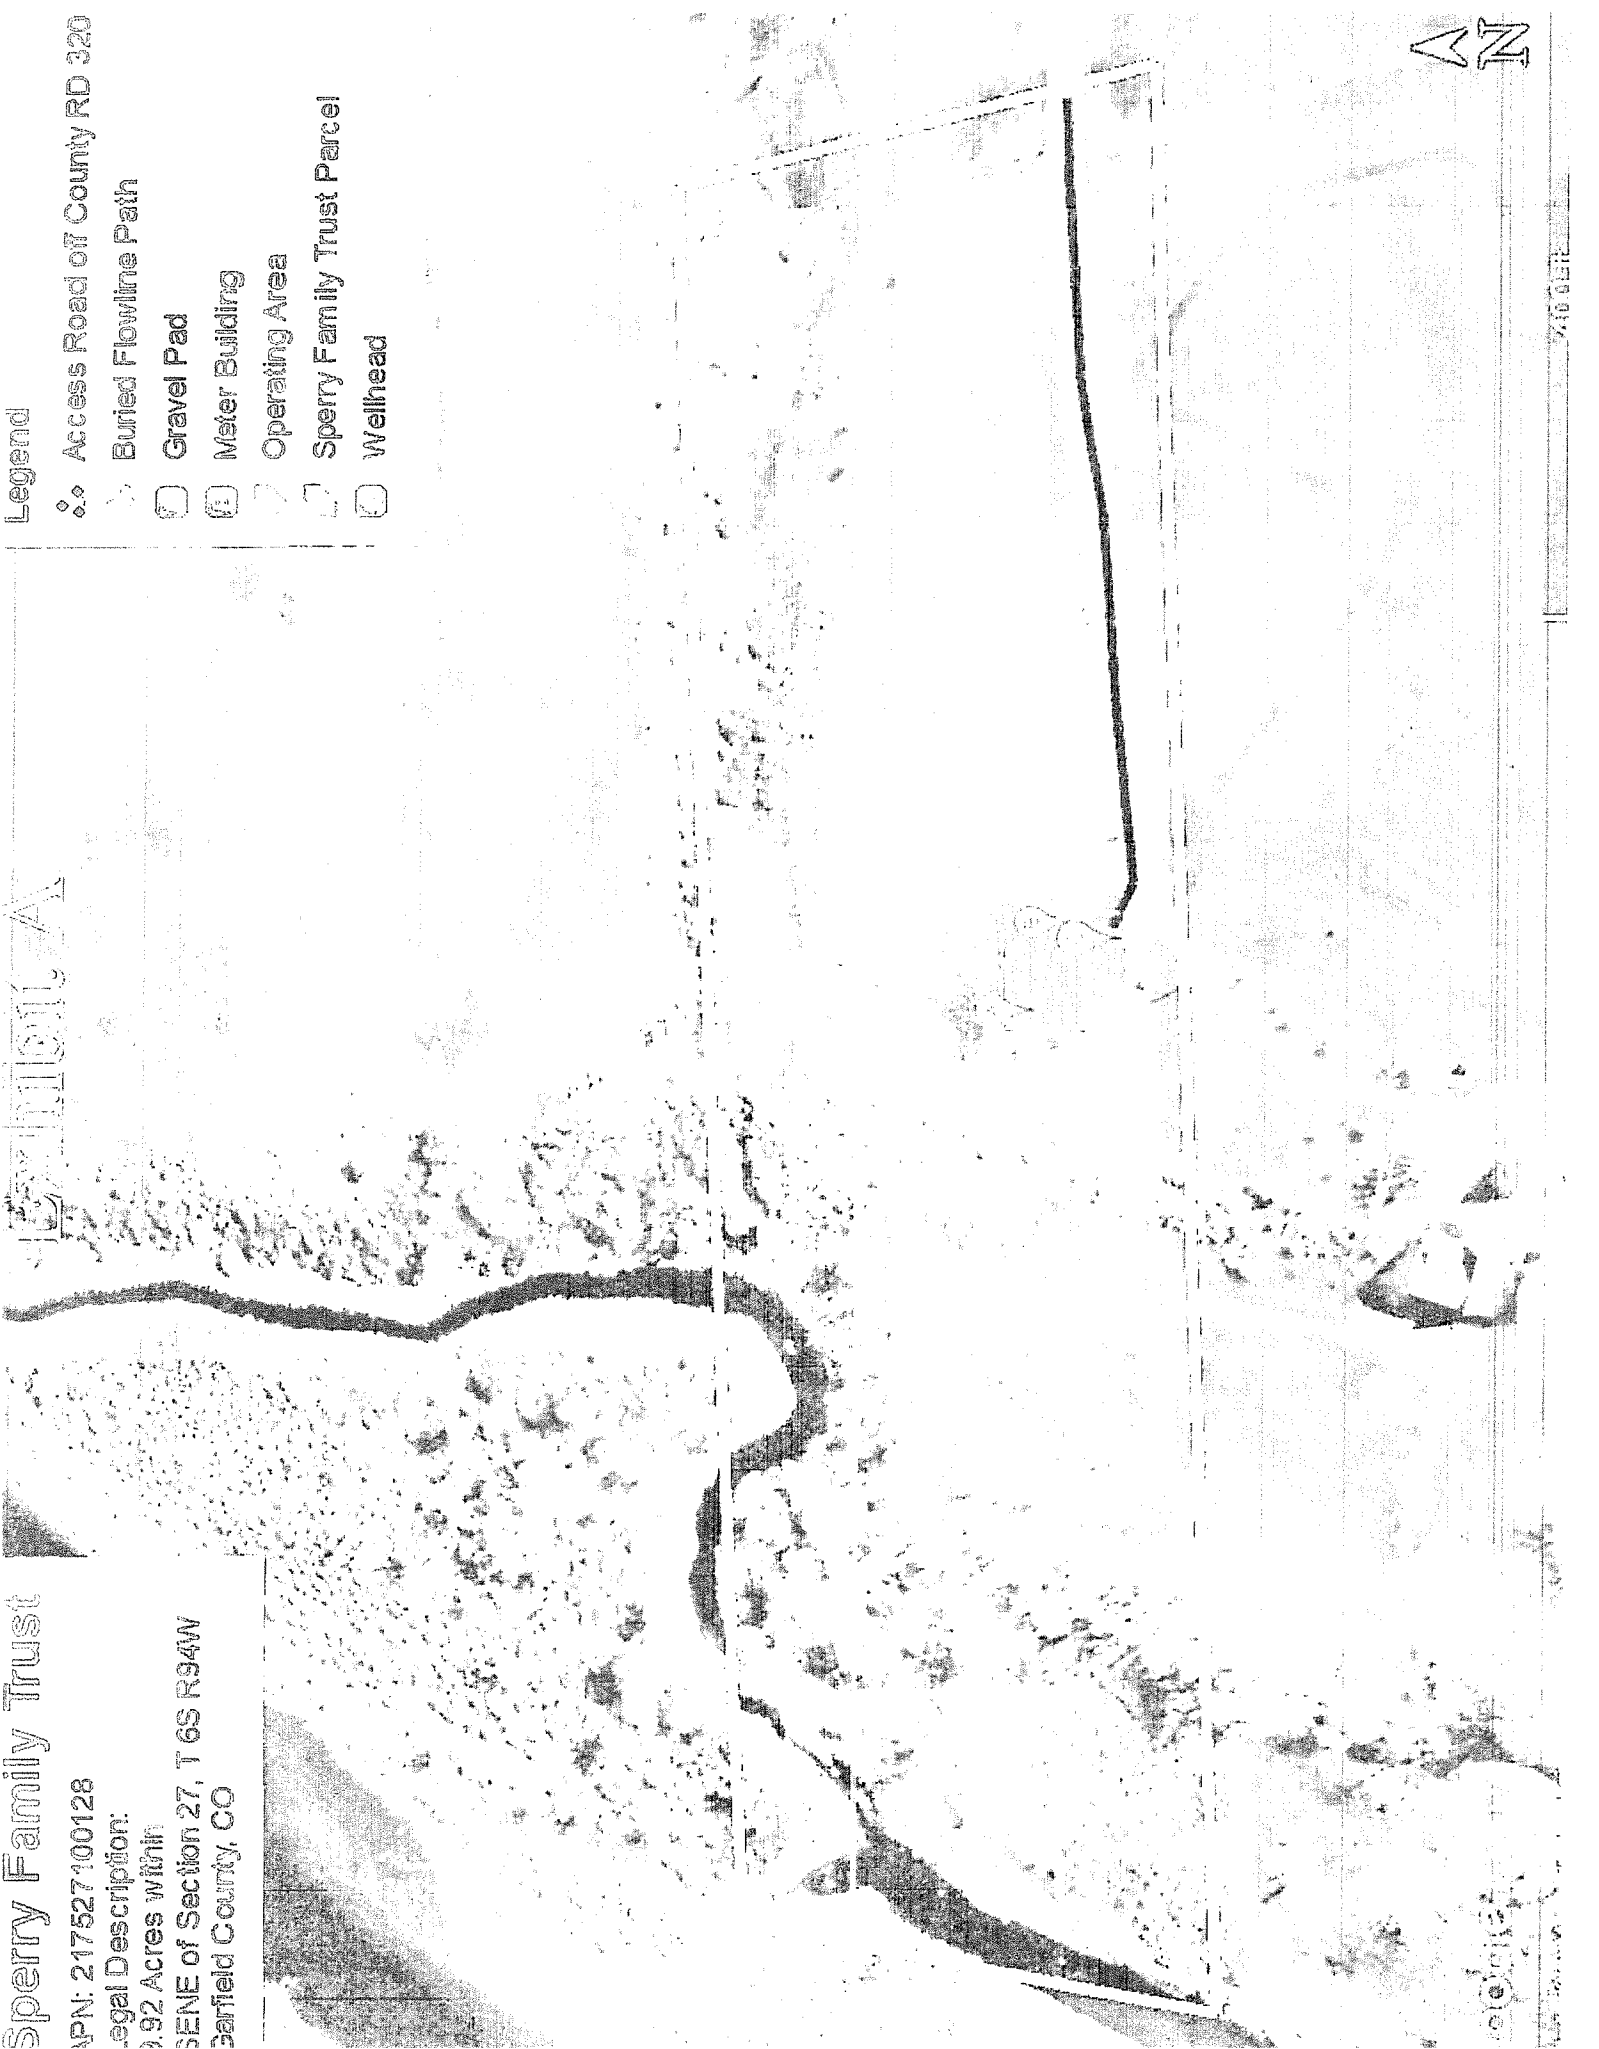 Sperry Family Trust
APN: 217527100128
Legal Description:
0.92 Acres within
SENE of Section 27, T 6S R94W
Garfield County, CO
Exhibit A
Legend
Access Road off County RD 320
Buried Flowline Path
Gravel Pad
Meter Building
Operating Area
Sperry Family Trust Parcel
Wellhead
N